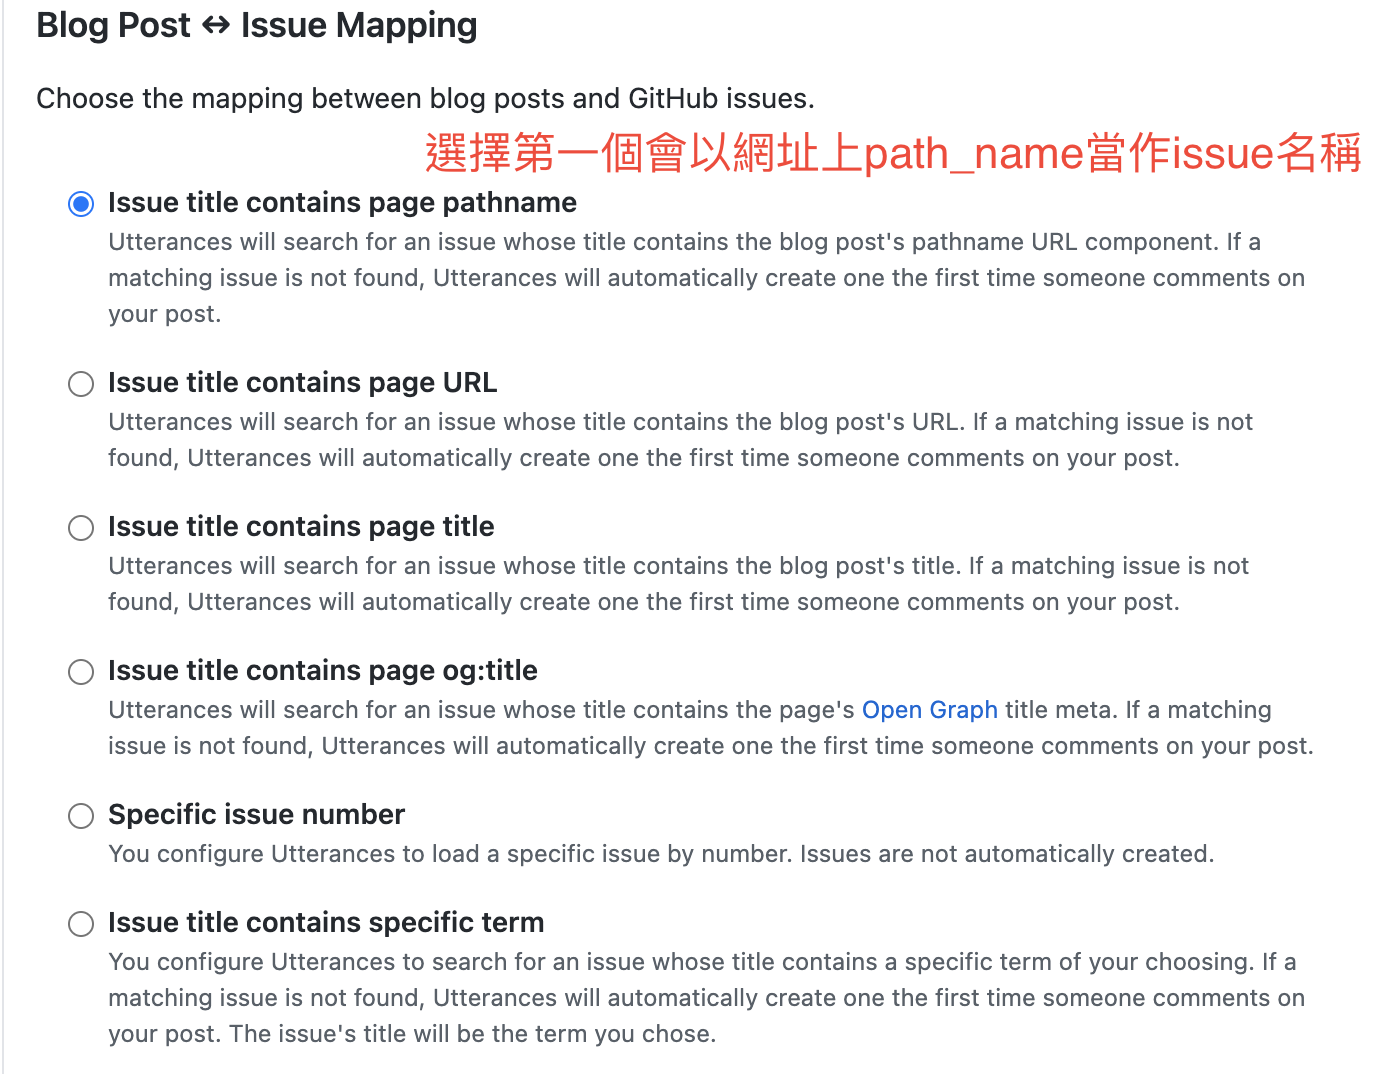 Blog Post ↔ Issue Mapping
Choose the mapping between blog posts and GitHub issues.
選擇第一個會以網址上path_name當作issue名稱
Issue title contains page pathname
Utterances will search for an issue whose title contains the blog post's pathname URL component. If a
matching issue is not found, Utterances will automatically create one the first time someone comments on
your post.
Issue title contains page URL
Utterances will search for an issue whose title contains the blog post's URL. If a matching issue is not
found, Utterances will automatically create one the first time someone comments on your post.
Issue title contains page title
Utterances will search for an issue whose title contains the blog post's title. If a matching issue is not
found, Utterances will automatically create one the first time someone comments on your post.
Issue title contains page og:title
Utterances will search for an issue whose title contains the page's Open Graph title meta. If a matching
issue is not found, Utterances will automatically create one the first time someone comments on your post.
Specific issue number
You configure Utterances to load a specific issue by number. Issues are not automatically created.
Issue title contains specific term
You configure Utterances to search for an issue whose title contains a specific term of your choosing. If a
matching issue is not found, Utterances will automatically create one the first time someone comments on
your post. The issue's title will be the term you chose.